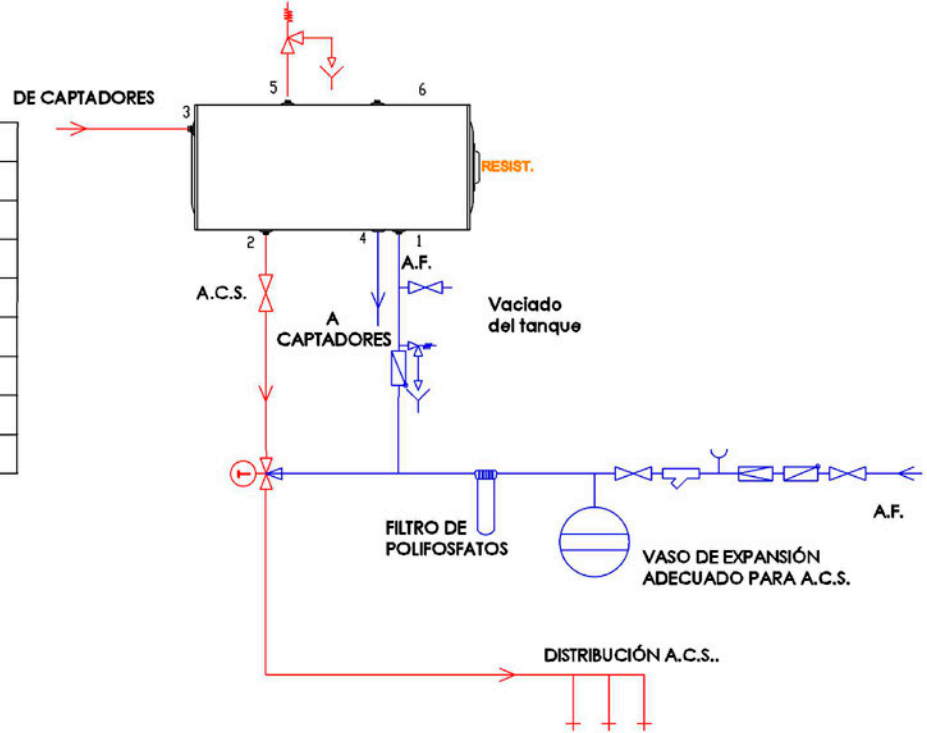 DE CAPTADORES
3
5
6
RESIST.
2
4
1
A.F.
A.C.S.
A
CAPTADORES
Vaciado
del tanque
T
FILTRO DE
POLIFOSFATOS
VASO DE EXPANSIÓN
ADECUADO PARA A.C.S.
A.F.
DISTRIBUCIÓN A.C.S..